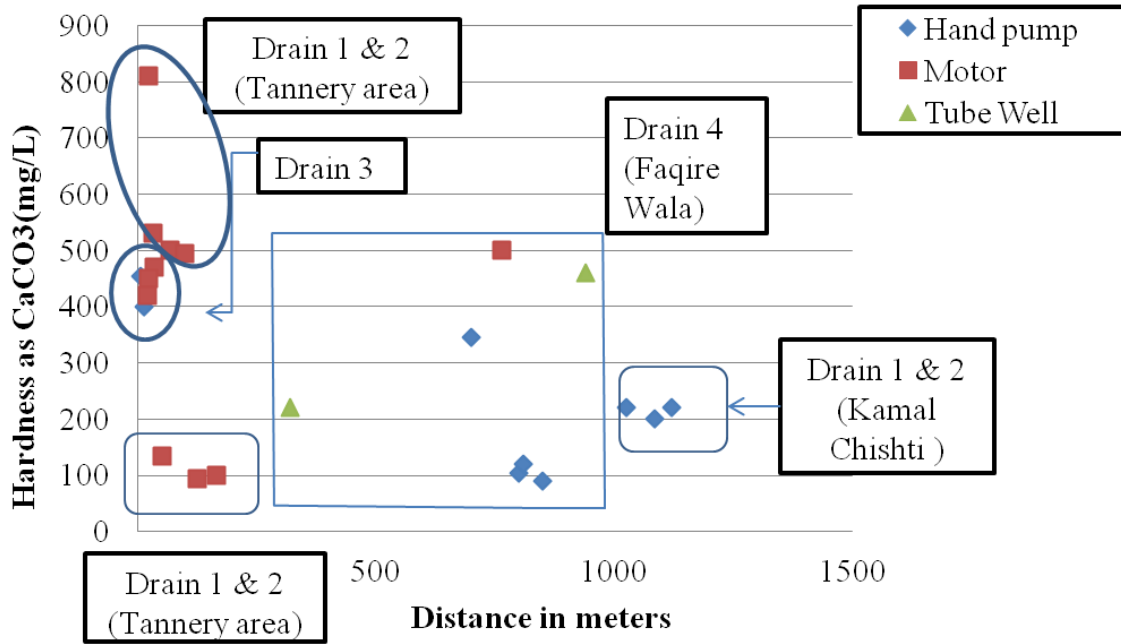 900
800
700
600
500
400
300
200
100
0
Hardness as CaCO3(mg/L)
Drain 1 & 2
(Tannery area)
Drain 3
Drain 4
(Faqire
Wala)
Hand pump
Motor
Tube Well
Drain 1 & 2
(Kamal
Chishti )
Drain 1 & 2
(Tannery area)
500
1000
1500
Distance in meters